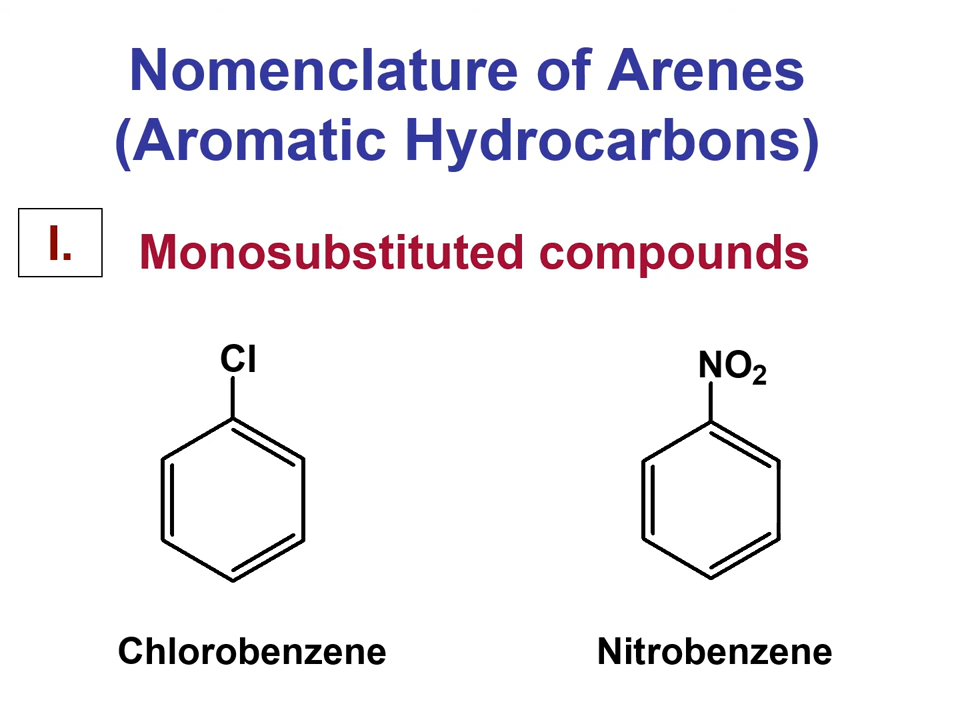 Nomenclature of Arenes
(Aromatic Hydrocarbons)
I.
Monosubstituted compounds
Cl
NO₂
Chlorobenzene
Nitrobenzene